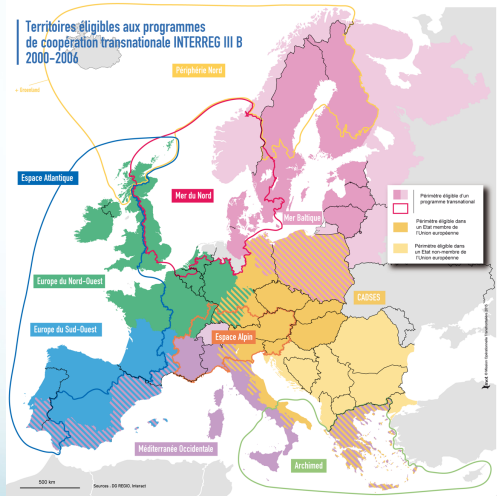 Territoires éligibles aux programmes
de coopération transnationale INTERREG III B
2000-2006
Périphérie Nord
+ Groenland
Espace Atlantique
Mer du Nord
Mer Baltique
Périmètre éligible d'un
programme transnational
Périmètre éligible dans
un Etat membre de
l'Union européenne
Périmètre éligible dans
un Etat non-membre de
l'Union européenne
Europe du Nord-Ouest
CADSES
Europe du Sud-Ouest
Espace Alpin
Méditerranée Occidentale
Archimed
500 km
Sources : DG REGIO, Interact